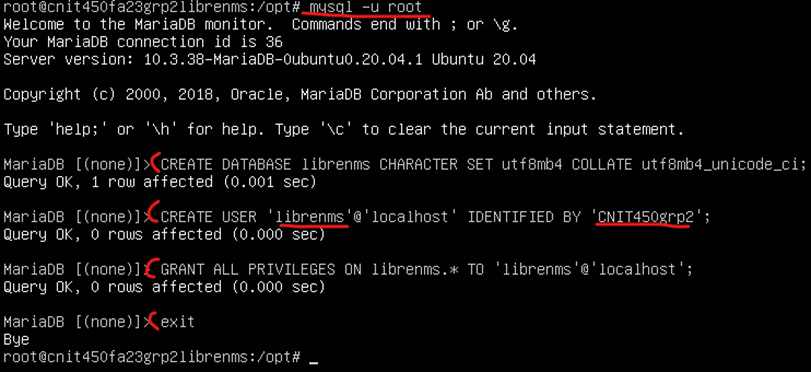 root@cnit450fa23grp2librenms:/opt# mysql -u root
Welcome to the MariaDB monitor.  Commands end with ; or \g.
Your MariaDB connection id is 36
Server version: 10.3.38-MariaDB-0ubuntu0.20.04.1 Ubuntu 20.04
Copyright (c) 2000, 2018, Oracle, MariaDB Corporation Ab and others.
Type 'help;' or '\h' for help. Type '\c' to clear the current input statement.
MariaDB [(none)]> CREATE DATABASE librenms CHARACTER SET utf8mb4 COLLATE utf8mb4_unicode_ci;
Query OK, 1 row affected (0.001 sec)
MariaDB [(none)]> CREATE USER 'librenms'@'localhost' IDENTIFIED BY 'CNIT450grp2';
Query OK, 0 rows affected (0.000 sec)
MariaDB [(none)]> GRANT ALL PRIVILEGES ON librenms.* TO 'librenms'@'localhost';
Query OK, 0 rows affected (0.000 sec)
MariaDB [(none)]> exit
Bye
root@cnit450fa23grp2librenms:/opt# _